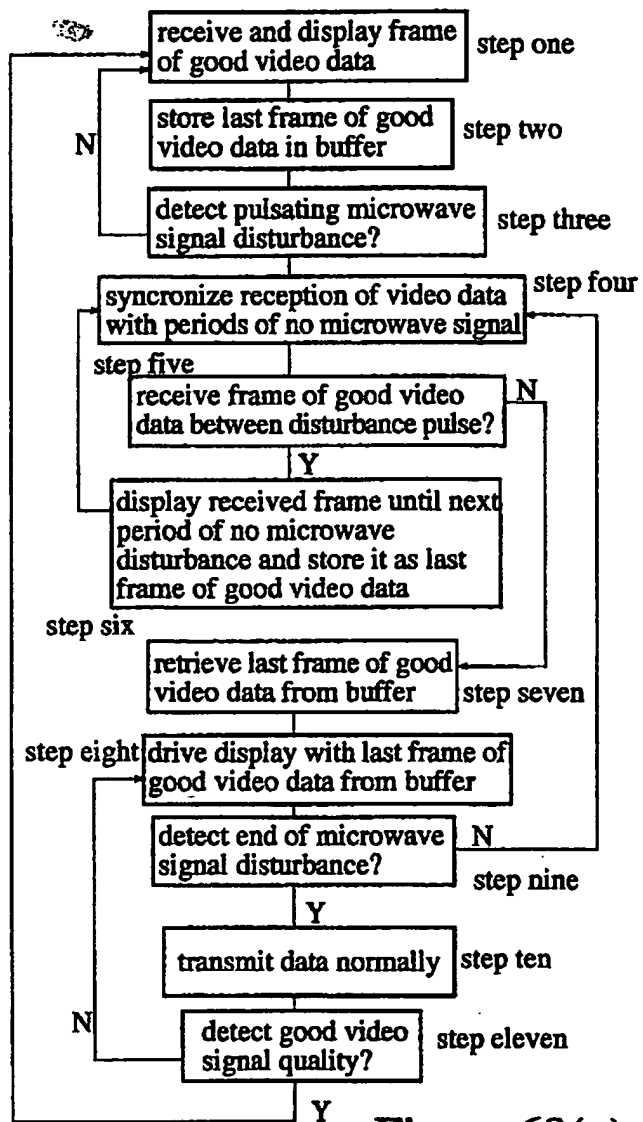 receive and display frame
of good video data
step one
N
store last frame of good
video data in buffer
step two
detect pulsating microwave
signal disturbance?
step three
step four
syncronize reception of video data
with periods of no microwave signal
step five
receive frame of good video
data between disturbance pulse?
N
Y
display received frame until next
period of no microwave
disturbance and store it as last
frame of good video data
step six
retrieve last frame of good
video data from buffer
step seven
step eight
drive display with last frame of
good video data from buffer
detect end of microwave
signal disturbance?
N
step nine
Y
transmit data normally
step ten
N
detect good video
signal quality?
step eleven
Y